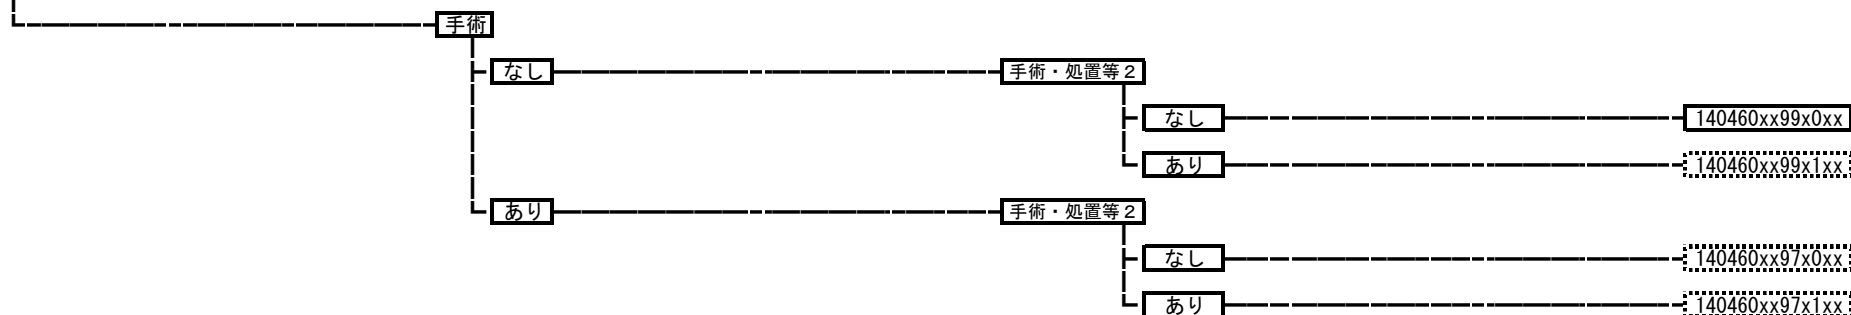 手術
なし 手術・処置等２
なし 140460xx99x0xx
あり 140460xx99x1xx
あり 手術・処置等２
なし 140460xx97x0xx
あり 140460xx97x1xx